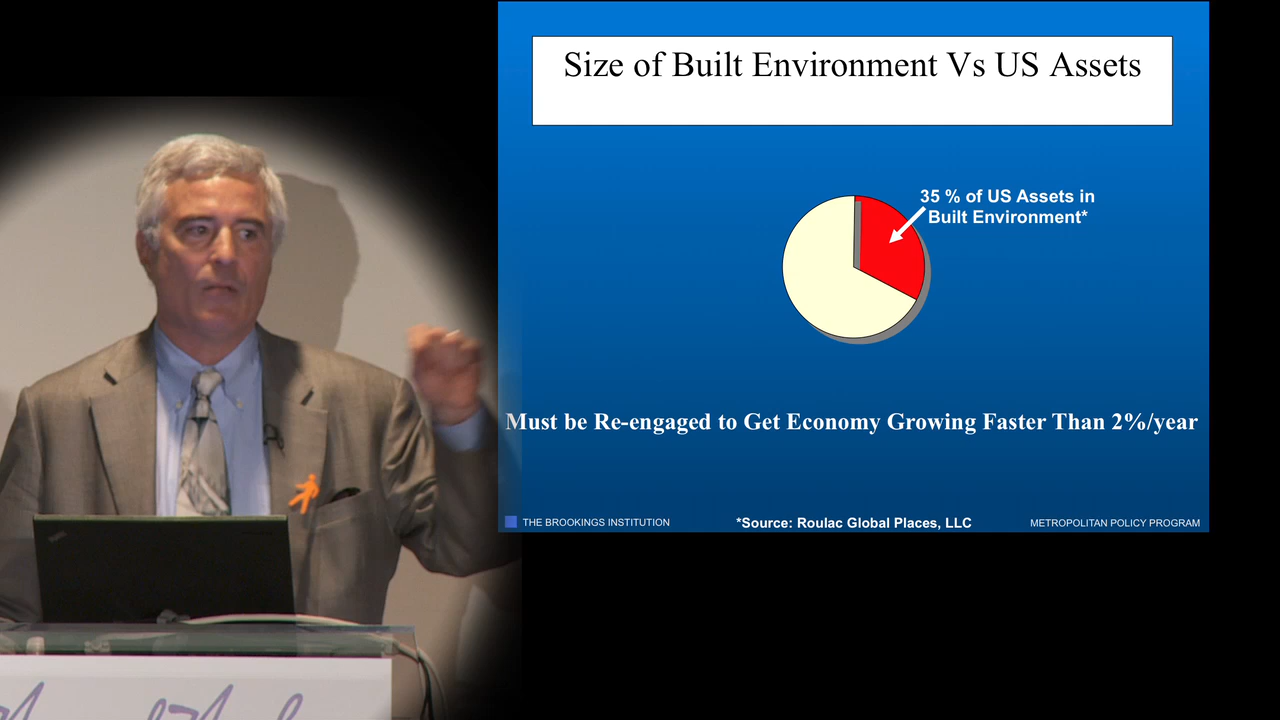 Size of Built Environment Vs US Assets
35 % of US Assets in
Built Environment*
Must be Re-engaged to Get Economy Growing Faster Than 2%/year
THE BROOKINGS INSTITUTION
*Source: Roulac Global Places, LLC
METROPOLITAN POLICY PROGRAM